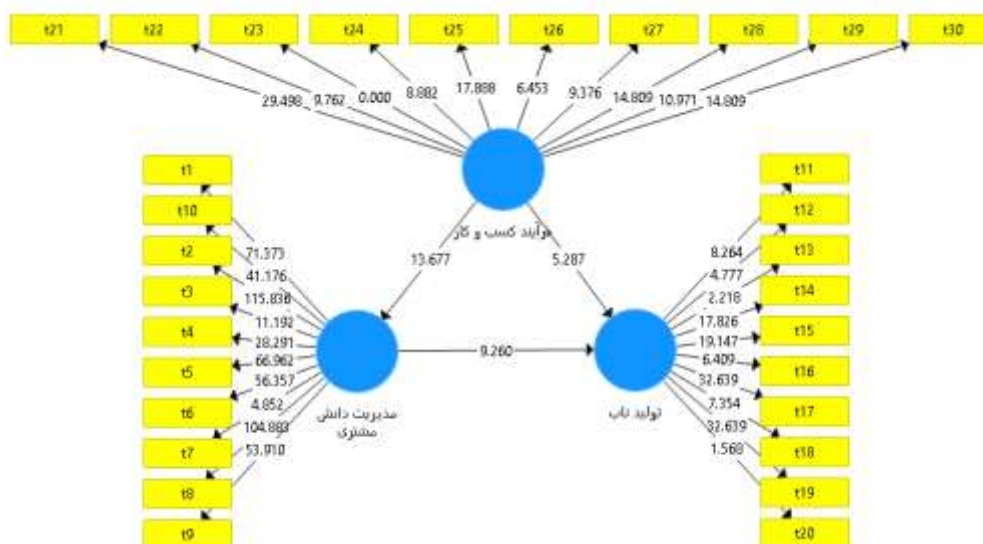 t21 t22 t23 t24 t25 t26 t27 t28 t29 t30
29.498 9.762 0.000 8.882 17.888 6.453 9.376 14.809 10.971 14.809
فرآیند کسب و کار
13.677 5.287
t1
t10
t2
t3
t4
t5
t6
t7
t8
t9
71.373
41.176
115.836
11.192
28.291
66.962
56.357
4.852
104.883
53.910
مدیریت دانش
مشتری
9.260
تولید ناب
8.264
4.777
2.218
17.826
19.147
6.409
32.639
7.354
32.639
1.568
t11
t12
t13
t14
t15
t16
t17
t18
t19
t20